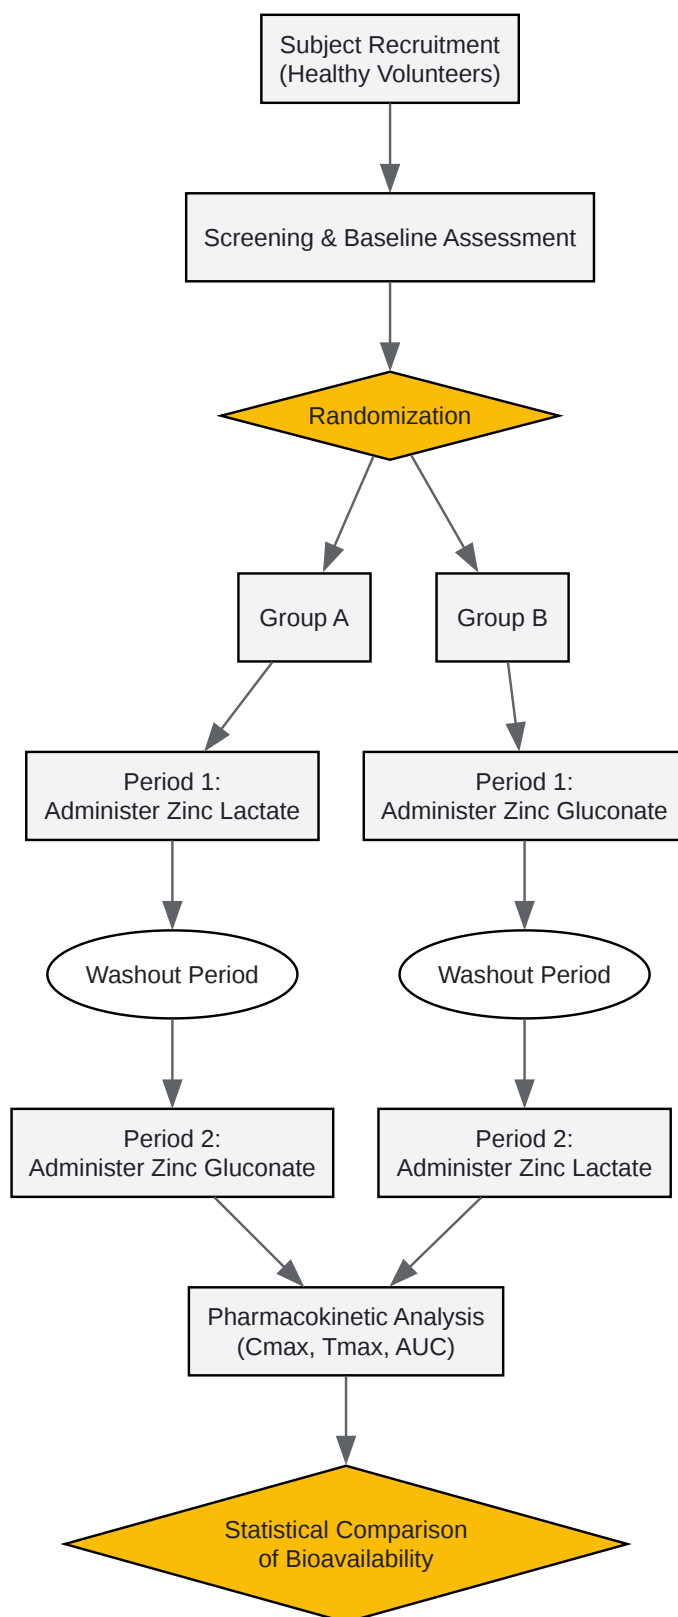 Subject Recruitment
(Healthy Volunteers)
Screening & Baseline Assessment
Randomization
Group A
Group B
Period 1:
Administer Zinc Lactate
Period 1:
Administer Zinc Gluconate
Washout Period
Washout Period
Period 2:
Administer Zinc Gluconate
Period 2:
Administer Zinc Lactate
Pharmacokinetic Analysis
(Cmax, Tmax, AUC)
Statistical Comparison
of Bioavailability